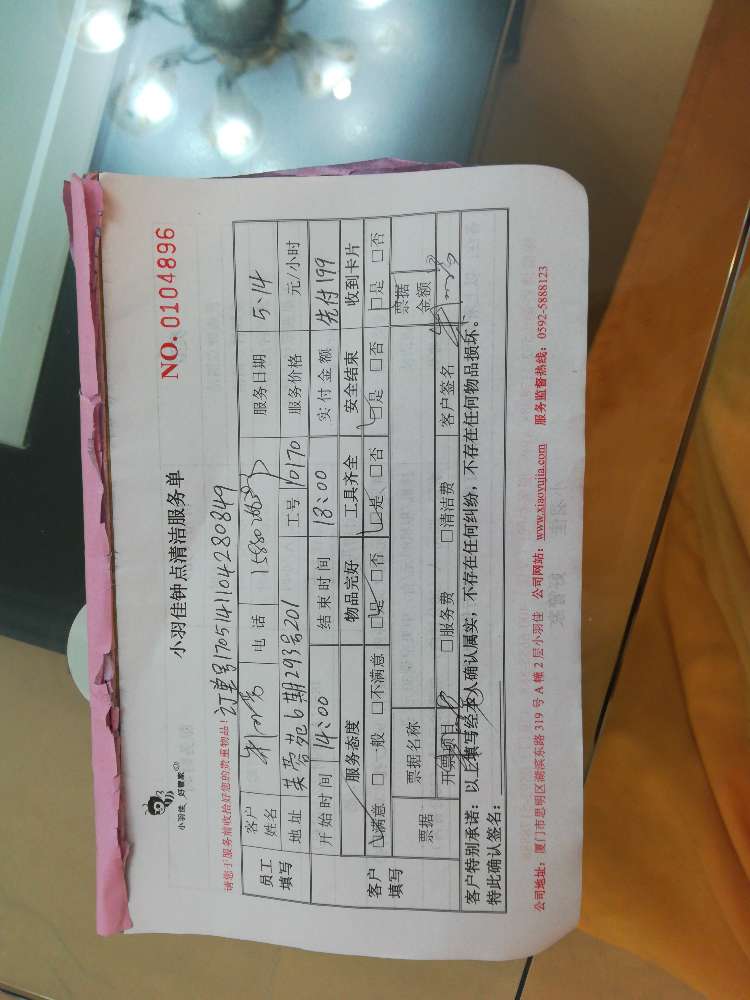 小羽佳 好管家
小羽佳钟点清洁服务单
NO. 0104896
请您于服务前收拾好您的贵重物品! 订单号1705141104280849
员工填写 客户姓名 电话 服务日期 5.14
地址 芙蓉苑6期293号201 工号 10170 服务价格 元/小时
开始时间 14:00 结束时间 18:00 实付金额 先付199
客户填写 服务态度 物品完好 工具齐全 安全结束 收到卡片
□满意 □一般 □不满意 □是 □否 □是 □否 □是 □否 □是 □否
票据 票据名称 票据金额
开票项目 □服务费 □清洁费 客户签名
客户特别承诺: 以上填写经本人确认属实, 不存在任何纠纷, 不存在任何物品损坏。
特此确认签名:
公司地址: 厦门市思明区湖滨东路 319 号 A 幢 2 层小羽佳 公司网站: www.xiaoyujia.com 服务监督热线: 0592-5888123